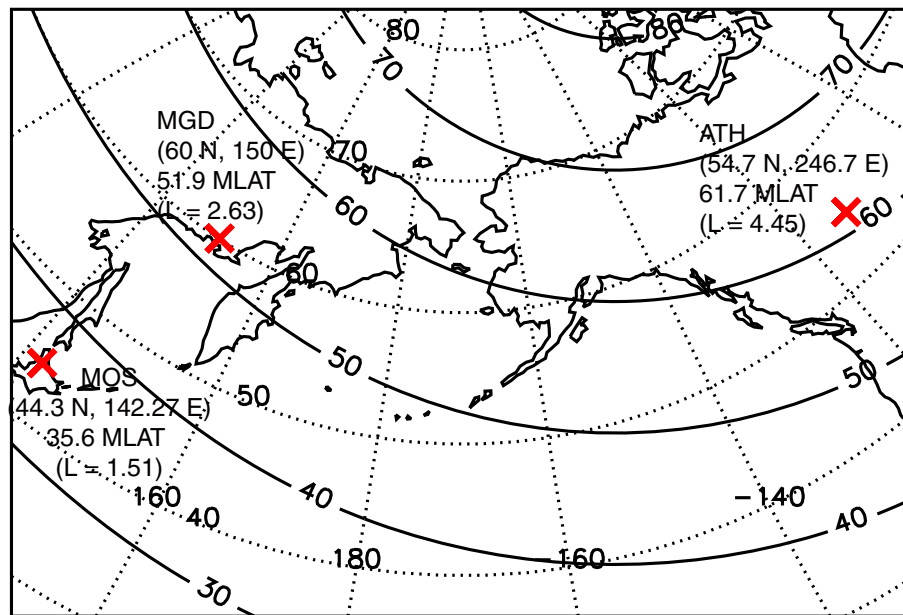 80
80
70
70
MGD
(60 N, 150 E)
51.9 MLAT
(L = 2.63)
ATH
(54.7 N, 246.7 E)
61.7 MLAT
(L = 4.45)
70
60
60
60
50
50
50
MOS
(44.3 N, 142.27 E)
35.6 MLAT
(L = 1.51)
160
40
40
-140
40
180
-160
30